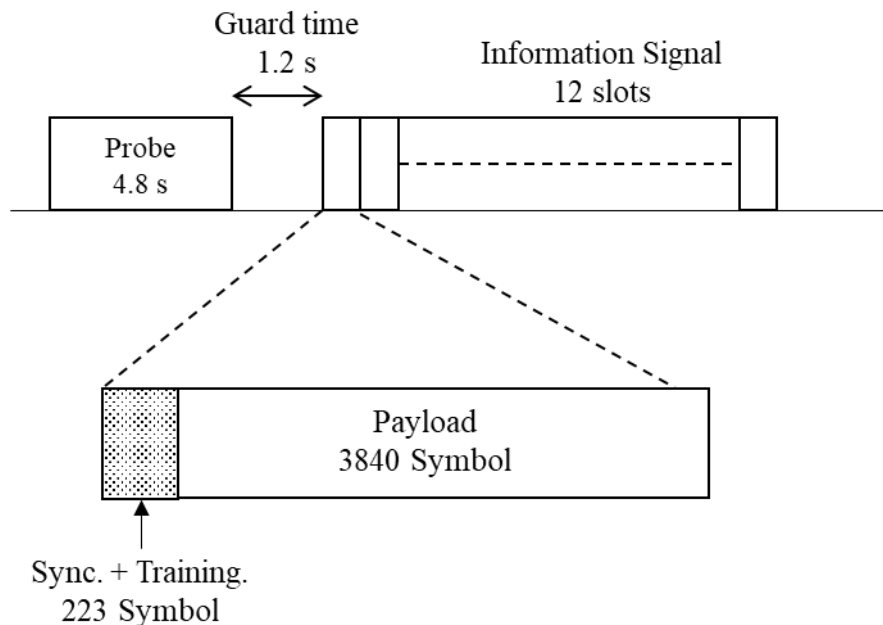 Guard time
1.2 s
Information Signal
12 slots
Probe
4.8 s
Payload
3840 Symbol
Sync. + Training.
223 Symbol